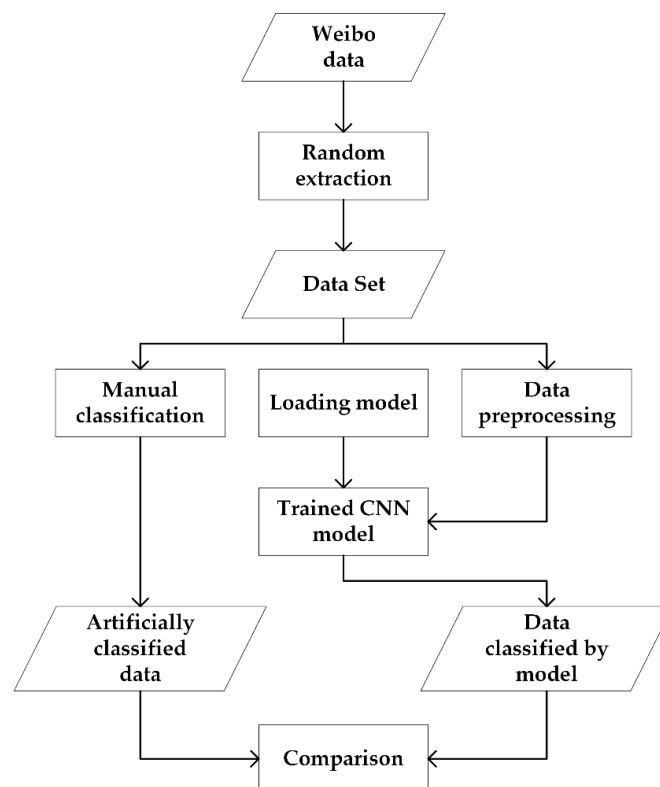 Weibo
data
Random
extraction
Data Set
Manual
classification
Loading model
Data
preprocessing
Trained CNN
model
Artificially
classified
data
Data
classified by
model
Comparison